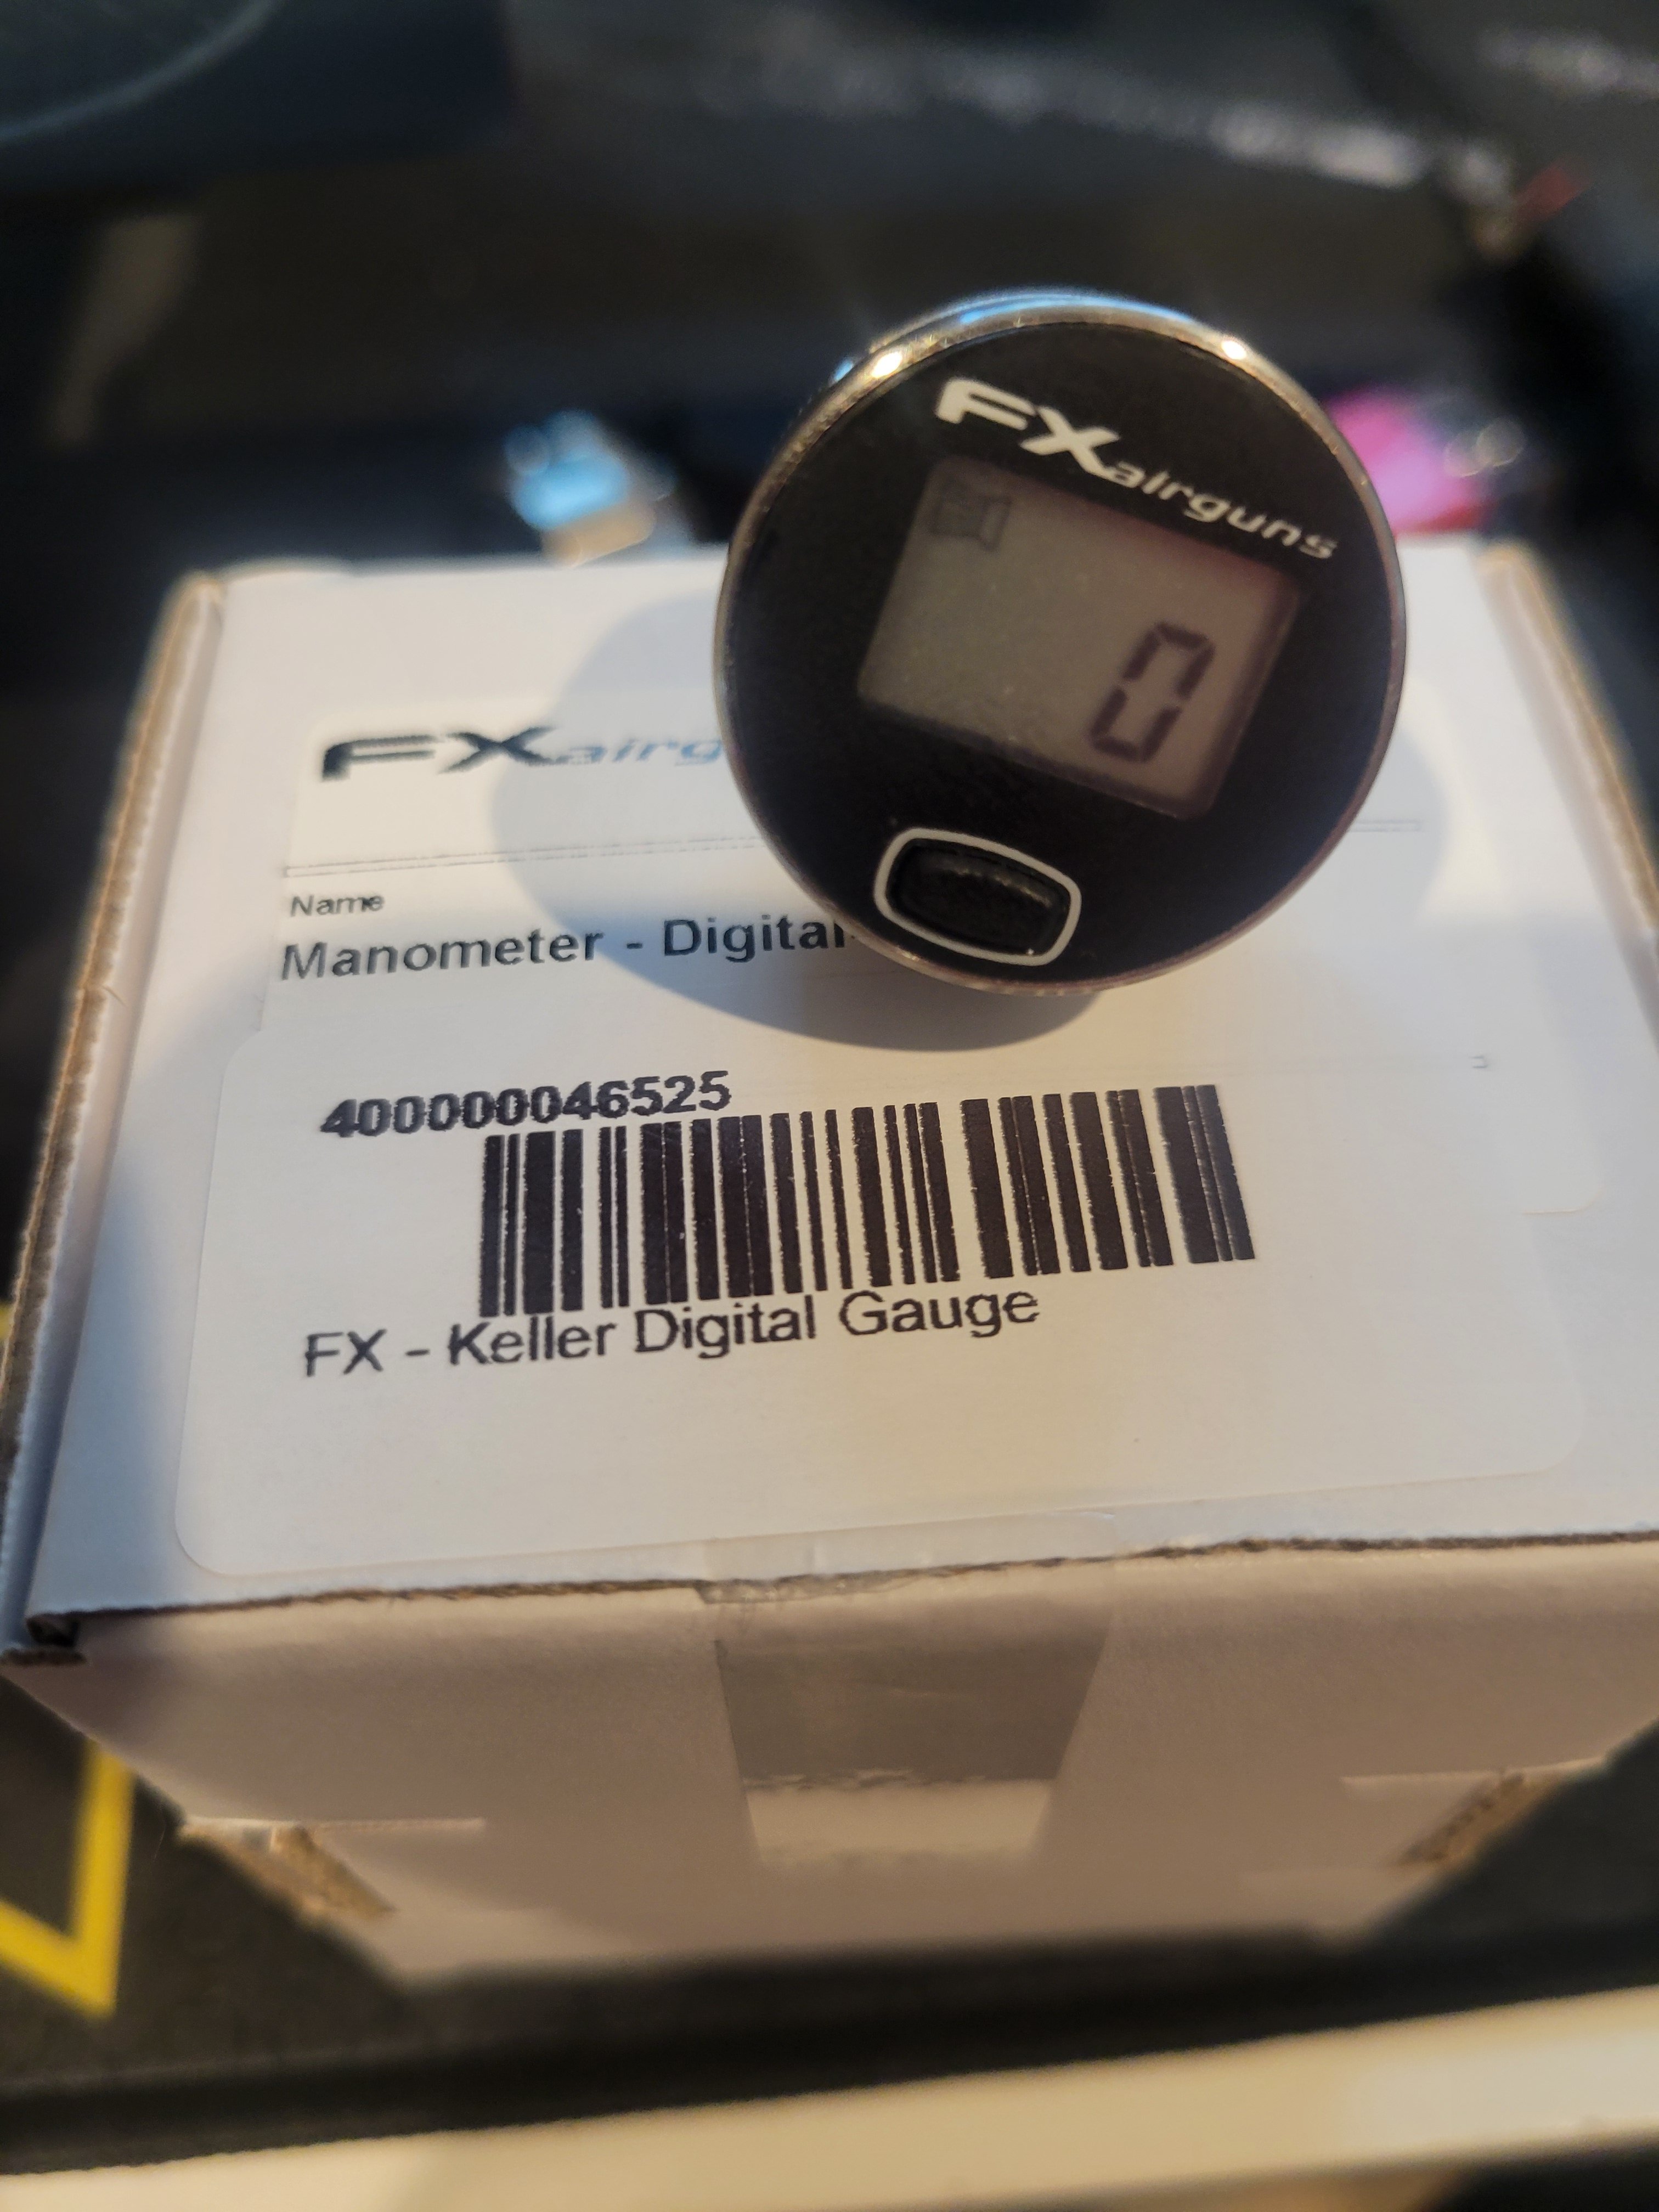 FXairguns
0
FXairg
Name
Manometer - Digital
400000046525
FX - Keller Digital Gauge